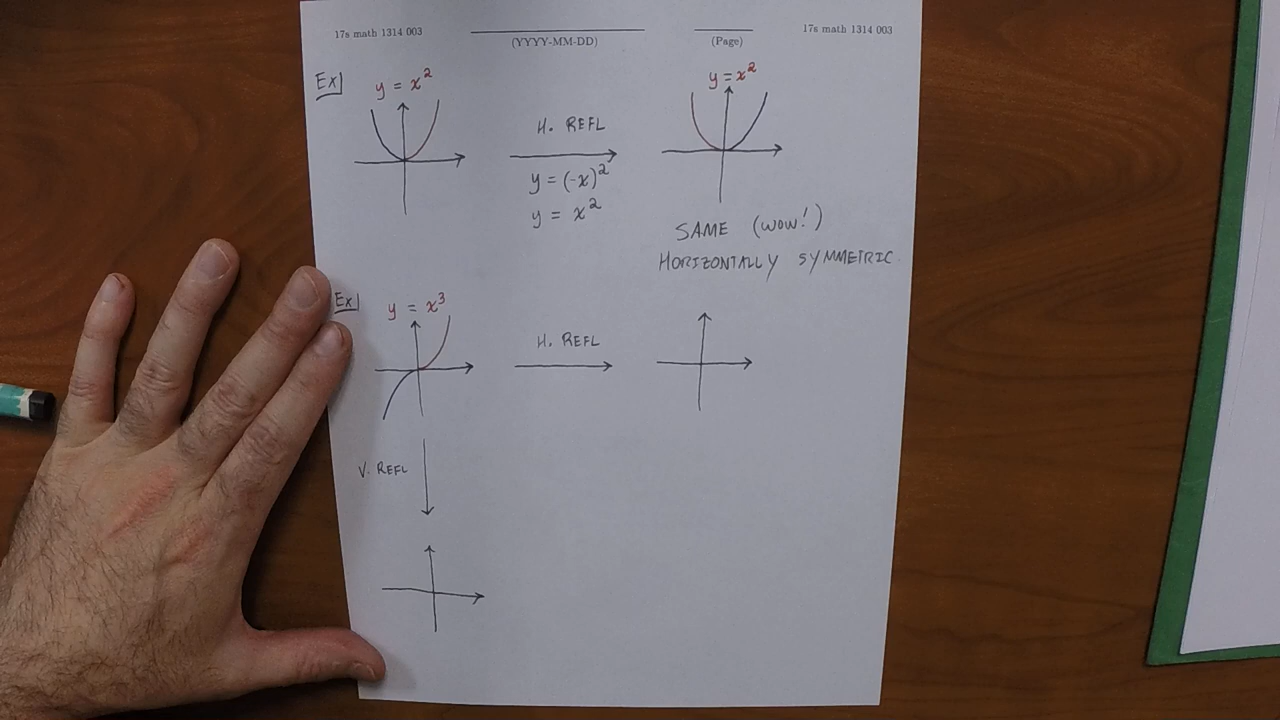 17s math 1314 003
(YYYY-MM-DD)
(Page)
17s math 1314 003
Ex
y = x²
H. REFL
y = (-x)²
y = x²
y = x²
SAME (WOW!)
HORIZONTALLY SYMMETRIC
Ex
y = x³
H. REFL
V. REFL